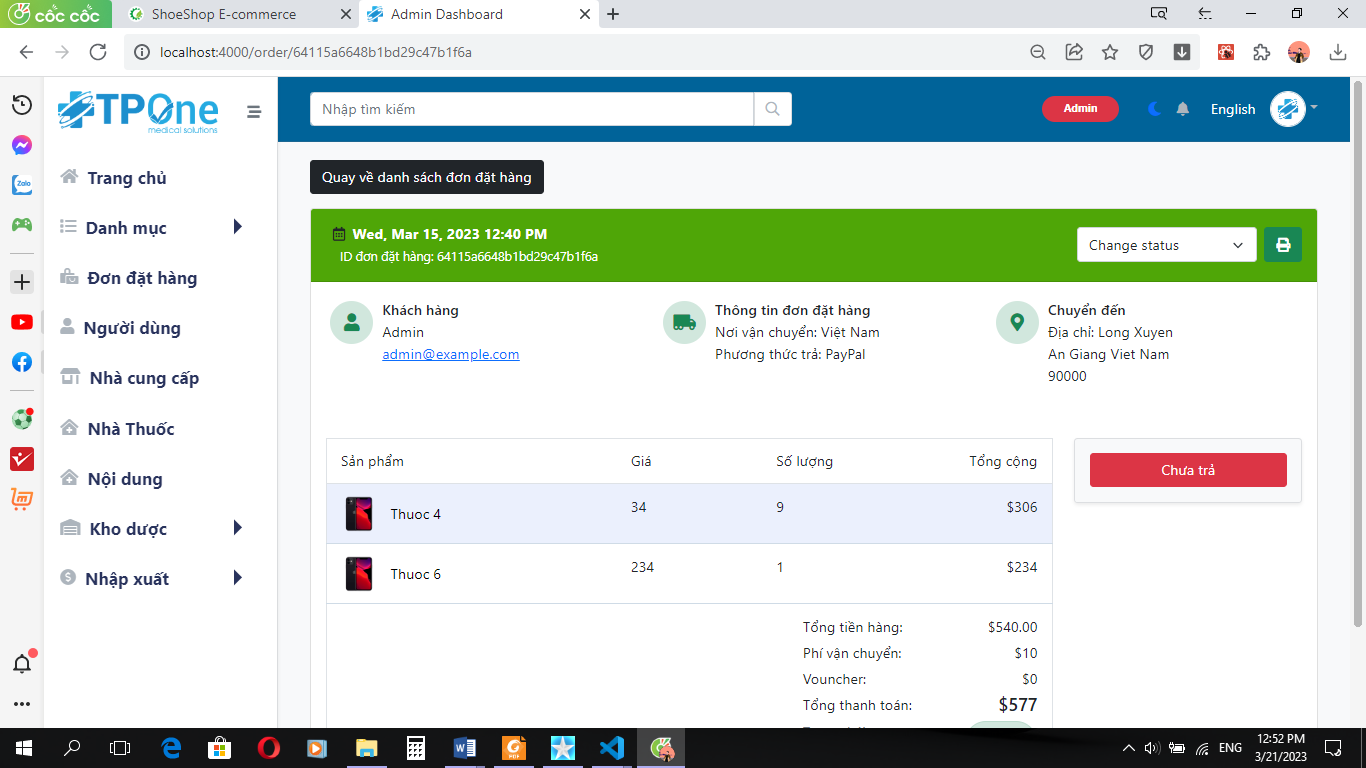 cốc cốc
ShoeShop E-commerce
Admin Dashboard
localhost:4000/order/64115a6648b1bd29c47b1f6a
TPOne
medical solutions
Nhập tìm kiếm
Admin
English
Trang chủ
Danh mục
Đơn đặt hàng
Người dùng
Nhà cung cấp
Nhà Thuốc
Nội dung
Kho dược
Nhập xuất
Zalo
Quay về danh sách đơn đặt hàng
Wed, Mar 15, 2023 12:40 PM
ID đơn đặt hàng: 64115a6648b1bd29c47b1f6a
Change status
Khách hàng
Admin
admin@example.com
Thông tin đơn đặt hàng
Nơi vận chuyển: Việt Nam
Phương thức trả: PayPal
Chuyển đến
Địa chỉ: Long Xuyen
An Giang Viet Nam
90000
Sản phẩm Giá Số lượng Tổng cộng
Thuoc 4 34 9 $306
Thuoc 6 234 1 $234
Chưa trả
Tổng tiền hàng: $540.00
Phí vận chuyển: $10
Vouncher: $0
Tổng thanh toán: $577
ENG
12:52 PM
3/21/2023